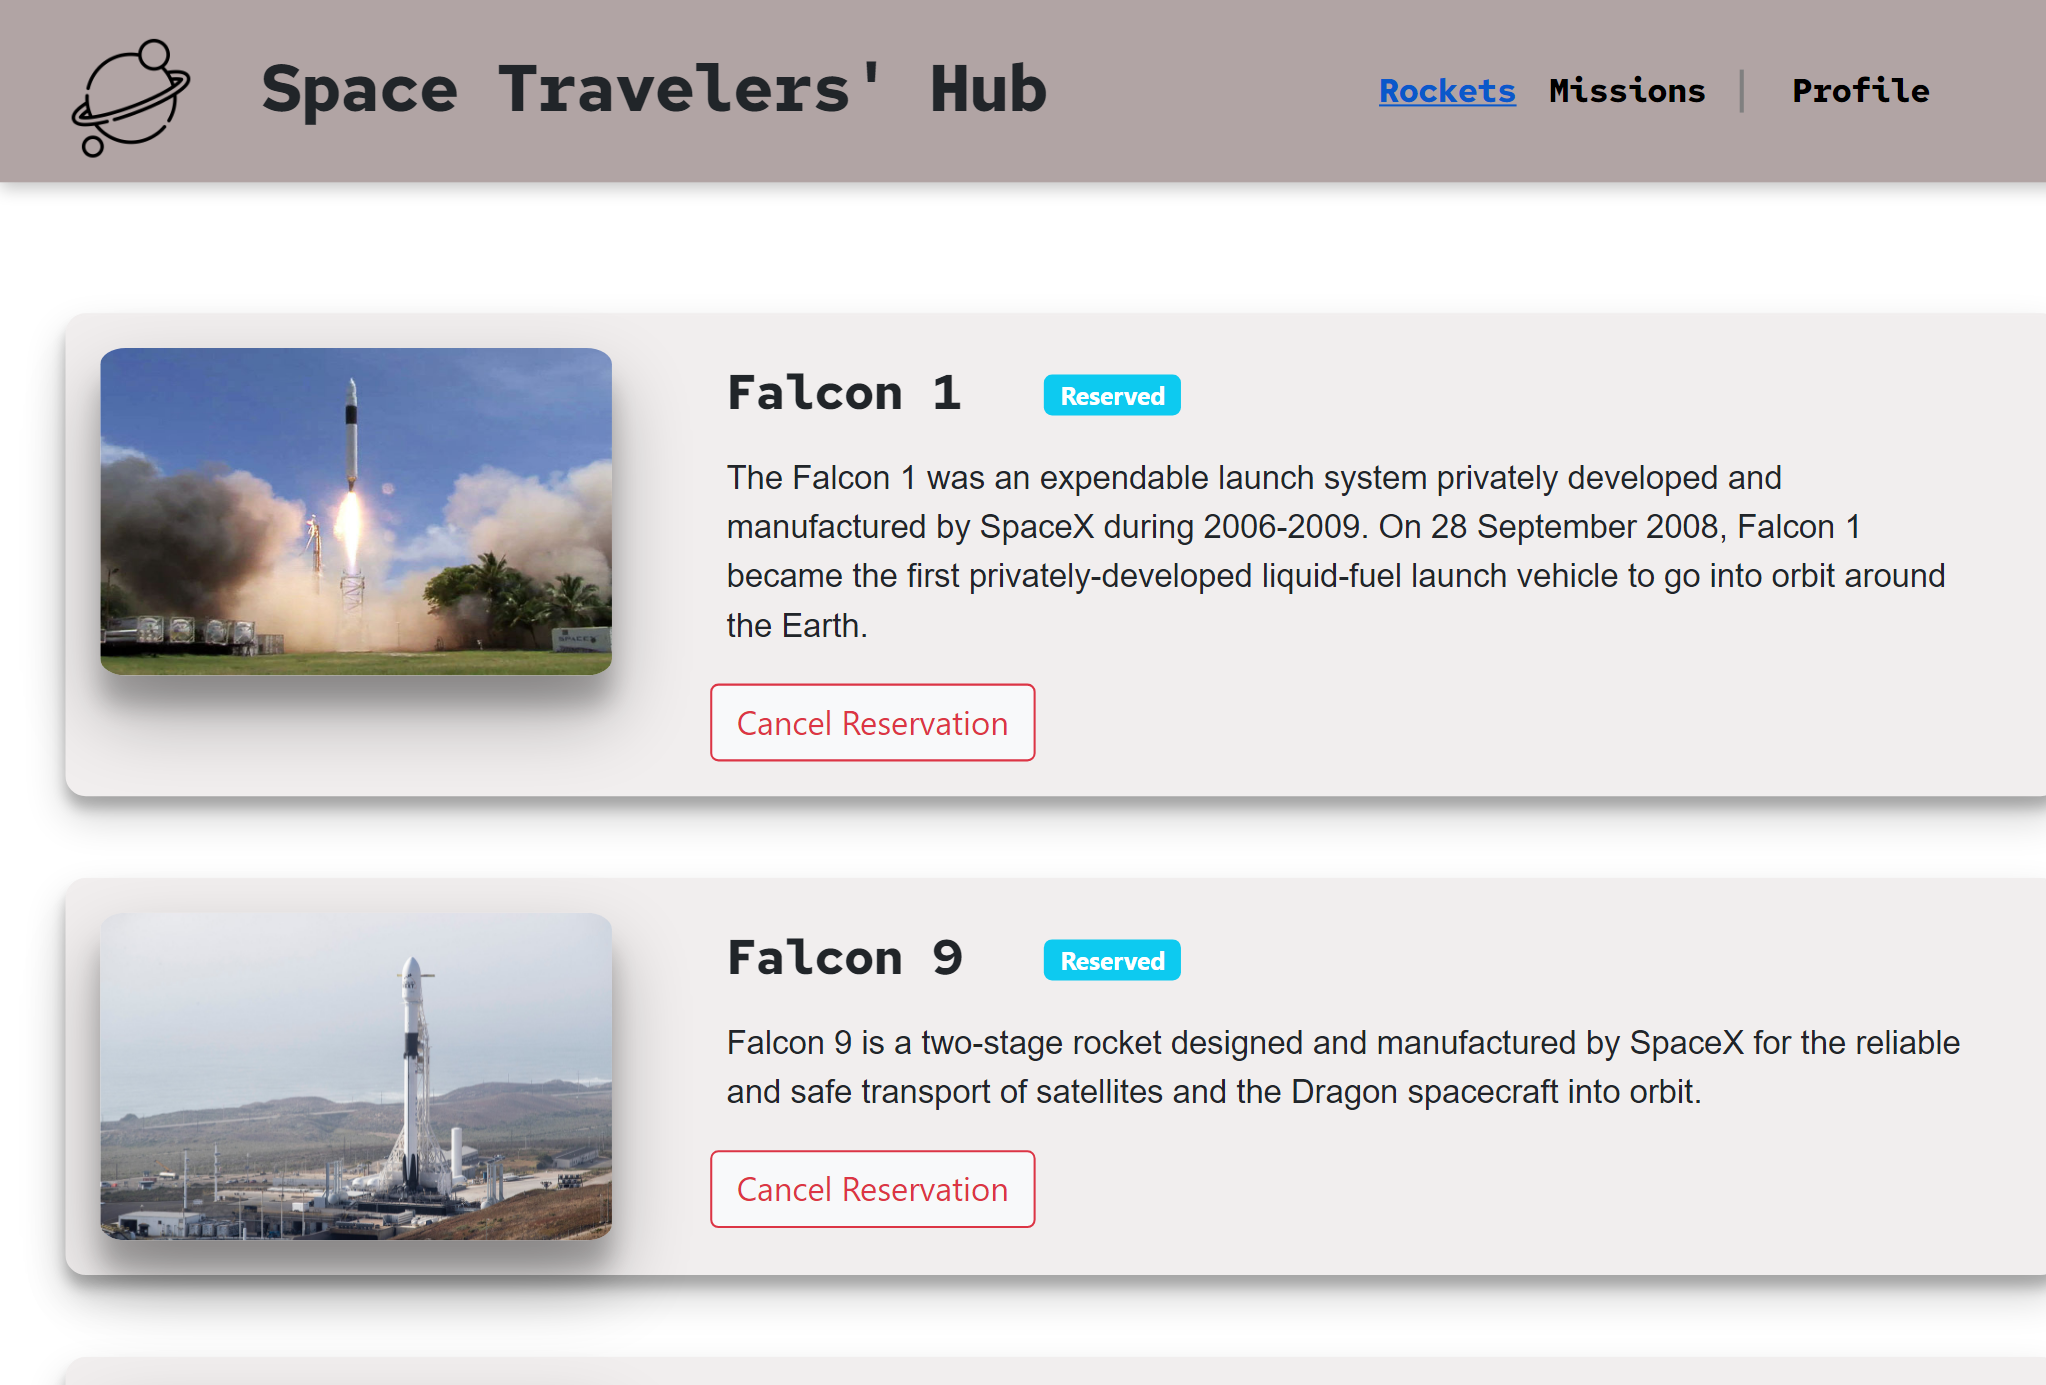 Space Travelers' Hub
Rockets Missions | Profile
Falcon 1 Reserved
The Falcon 1 was an expendable launch system privately developed and
manufactured by SpaceX during 2006-2009. On 28 September 2008, Falcon 1
became the first privately-developed liquid-fuel launch vehicle to go into orbit around
the Earth.
SPACEX
Cancel Reservation
Falcon 9 Reserved
Falcon 9 is a two-stage rocket designed and manufactured by SpaceX for the reliable
and safe transport of satellites and the Dragon spacecraft into orbit.
Cancel Reservation